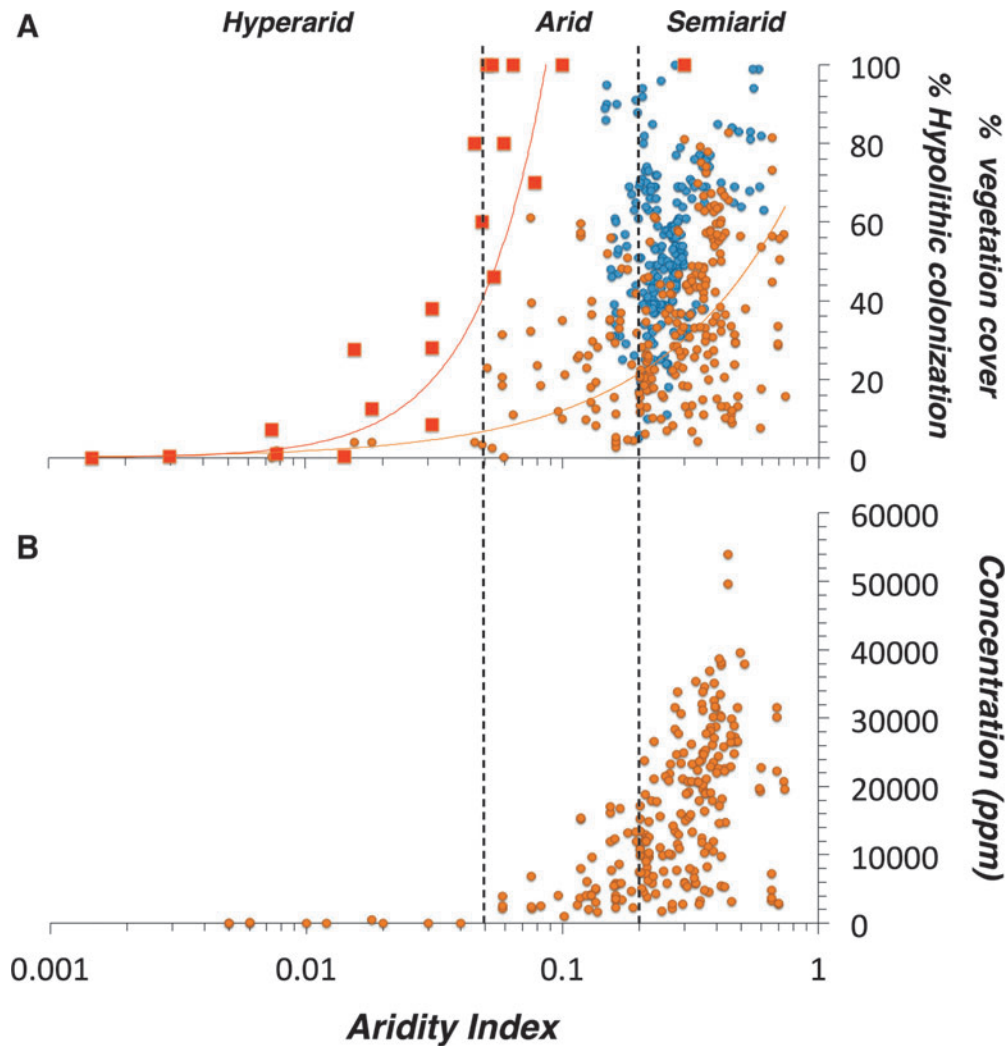 A
Hyperarid
Arid
Semiarid
100
80
60
40
20
0
% vegetation cover
% Hypolithic colonization
B
60000
50000
40000
30000
20000
10000
0
Concentration (ppm)
0.001
0.01
0.1
1
Aridity Index